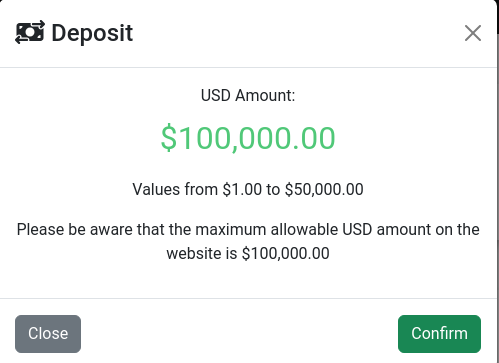 Deposit
USD Amount:
$100,000.00
Values from $1.00 to $50,000.00
Please be aware that the maximum allowable USD amount on the
website is $100,000.00
Close
Confirm